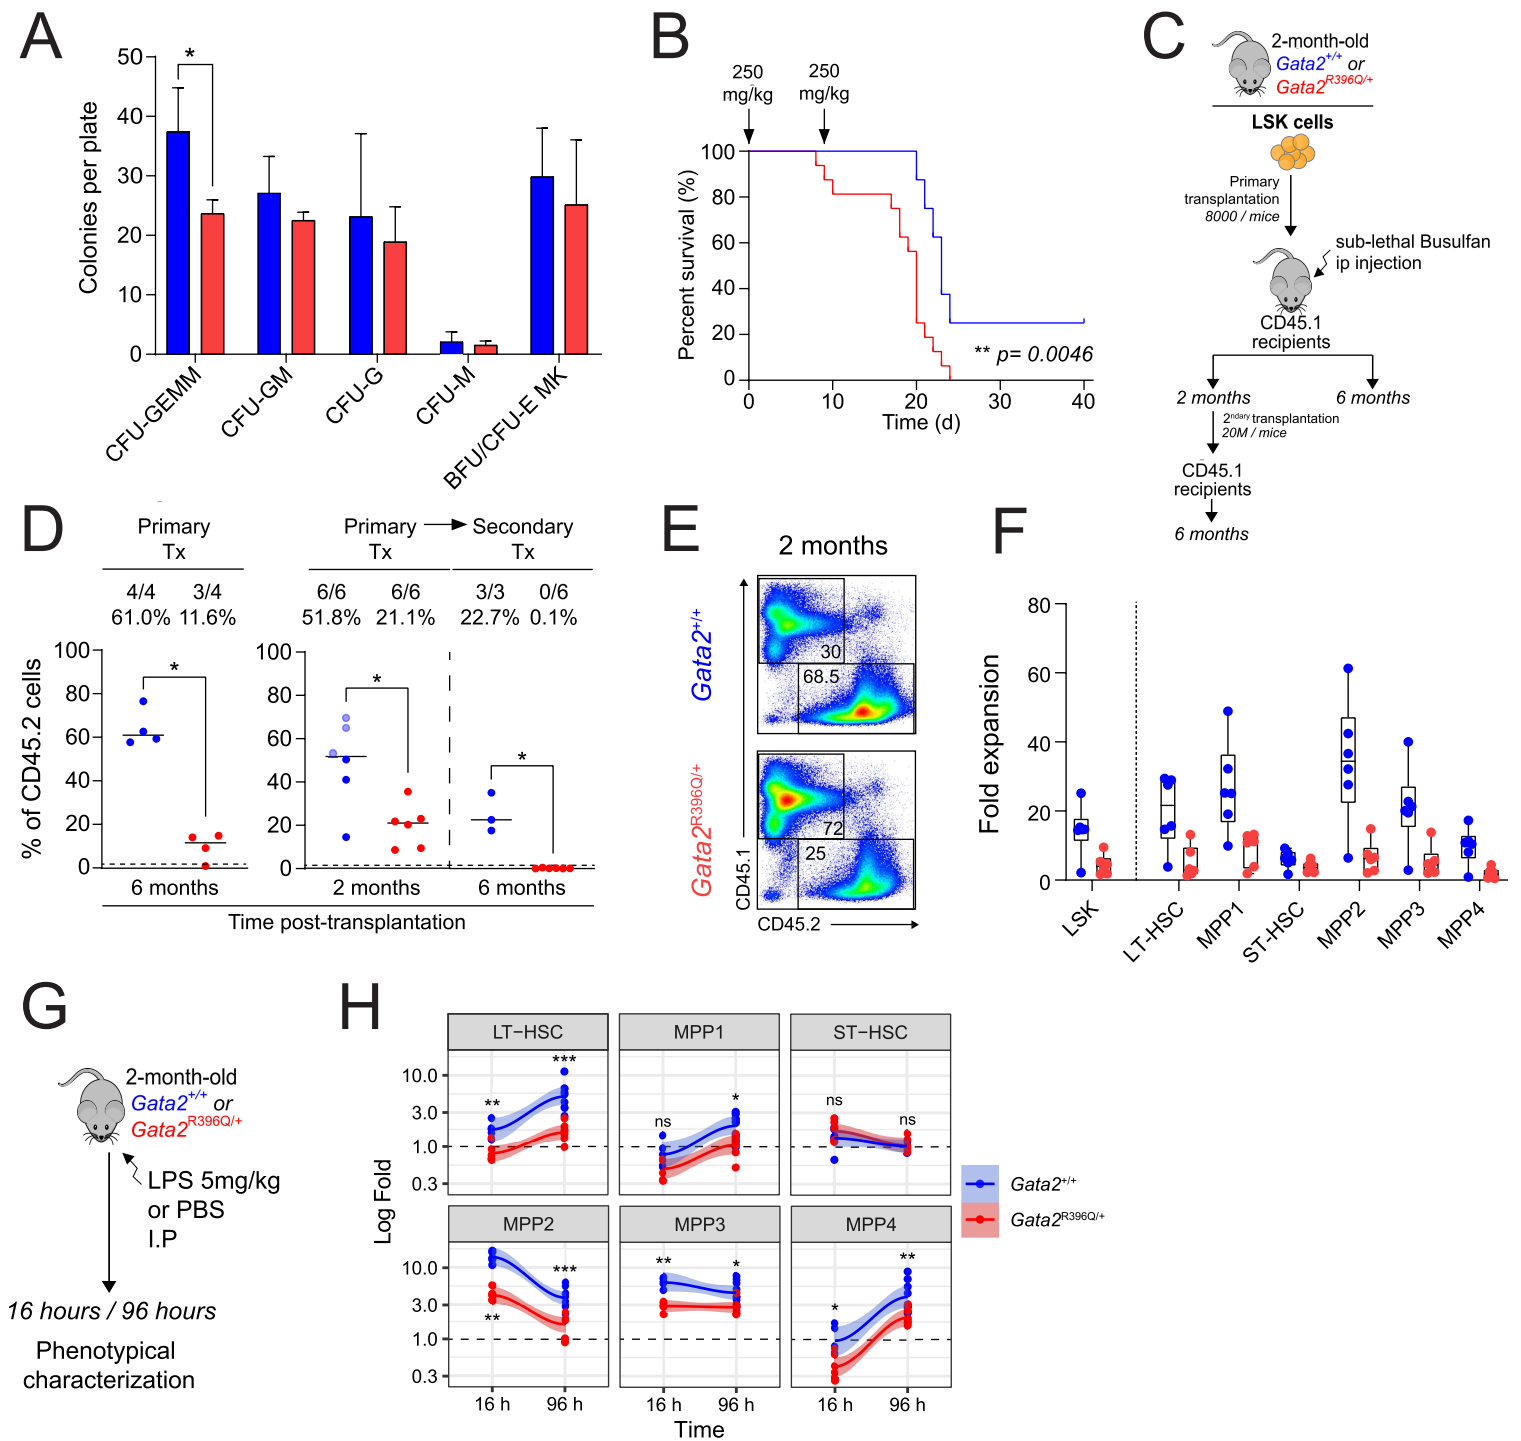 A
Colonies per plate
50
40
30
20
10
0
*
CFU-GEMM
CFU-GM
CFU-G
CFU-M
BFU/CFU-E MK
B
250
mg/kg
250
mg/kg
Percent survival (%)
100
80
60
40
20
0
** p= 0.0046
0
10
20
30
40
Time (d)
C
2-month-old
Gata2+/+ or
Gata2R396Q/+
LSK cells
Primary
transplantation
8000 / mice
sub-lethal Busulfan
ip injection
CD45.1
recipients
2 months
6 months
2ndary transplantation
20M / mice
CD45.1
recipients
6 months
D
Primary
Tx
Primary
Tx
Secondary
Tx
4/4 3/4
61.0% 11.6%
6/6 6/6
51.8% 21.1%
3/3 0/6
22.7% 0.1%
% of CD45.2 cells
100
80
60
40
20
0
*
6 months
100
80
60
40
20
0
*
*
2 months
6 months
Time post-transplantation
E
2 months
Gata2+/+
30
68.5
Gata2R396Q/+
72
25
CD45.1
CD45.2
F
Fold expansion
80
60
40
20
0
LSK
LT-HSC
MPP1
ST-HSC
MPP2
MPP3
MPP4
G
2-month-old
Gata2+/+ or
Gata2R396Q/+
LPS 5mg/kg
or PBS
I.P
16 hours / 96 hours
Phenotypical
characterization
H
Log Fold
LT−HSC
MPP1
ST−HSC
10.0
3.0
1.0
0.3
**
***
ns
*
ns
ns
MPP2
MPP3
MPP4
10.0
3.0
1.0
0.3
**
***
**
*
*
**
16 h
96 h
16 h
96 h
16 h
96 h
Time
Gata2+/+
Gata2R396Q/+